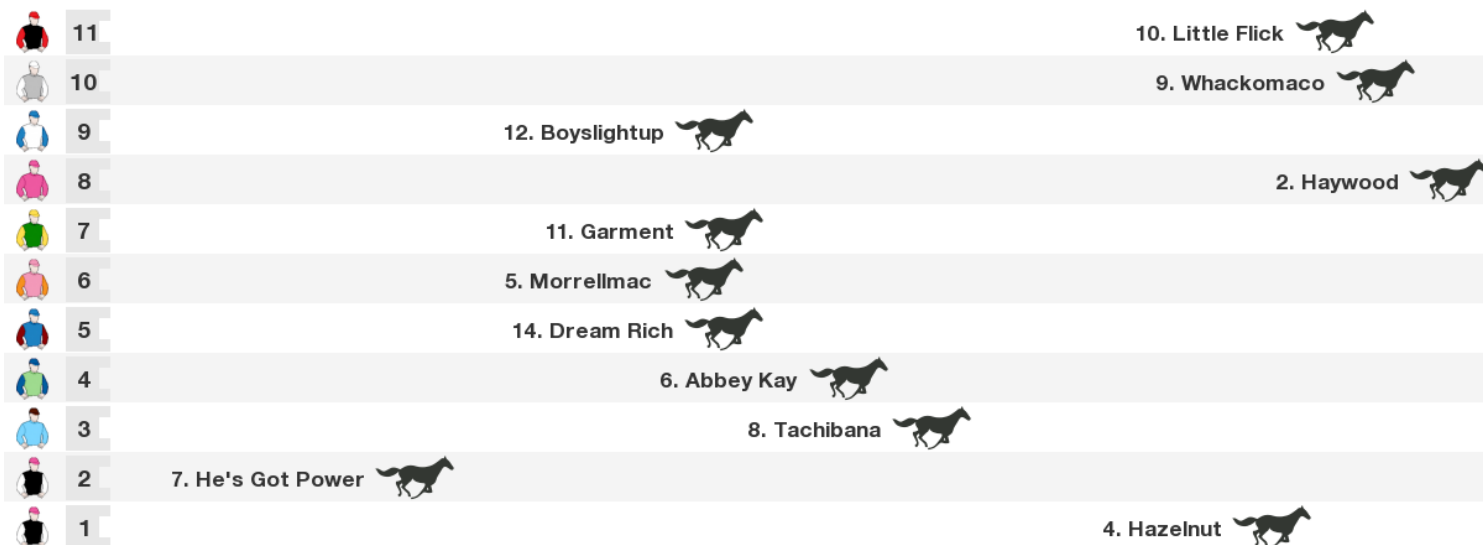 11 10. Little Flick
10 9. Whackomaco
9 12. Boyslightup
8 2. Haywood
7 11. Garment
6 5. Morrellmac
5 14. Dream Rich
4 6. Abbey Kay
3 8. Tachibana
2 7. He's Got Power
1 4. Hazelnut